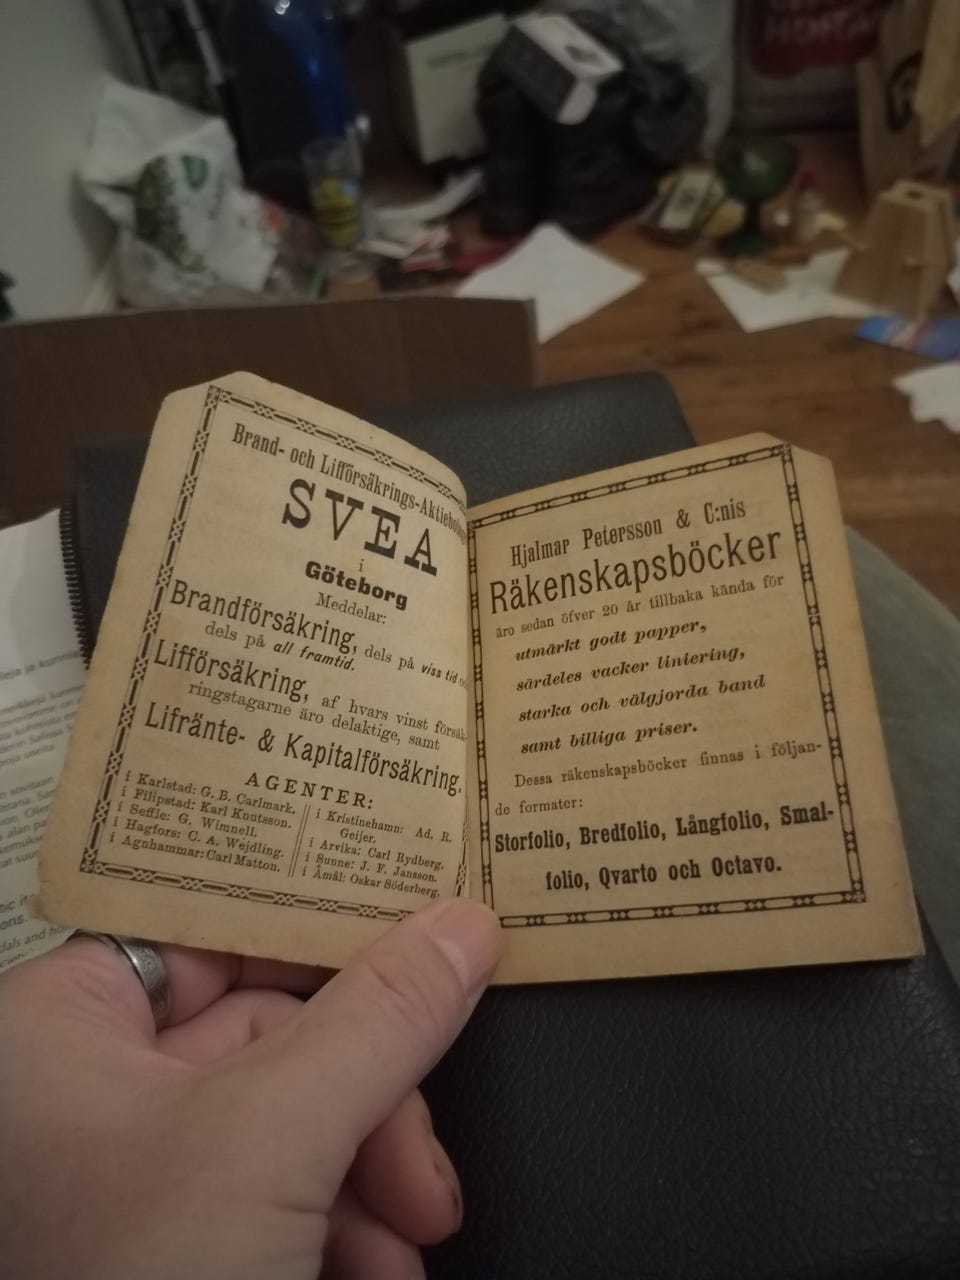 Brand- och Lifförsäkrings-Aktiebolag
SVEA
i
Göteborg
Meddelar:
Brandförsäkring, dels på viss tid
dels på all framtid.
Lifförsäkring, af hvars vinst försäk-
ringstagarne äro delaktige, samt
Lifränte- & Kapitalförsäkring.
AGENTER:
i Karlstad: G. B. Carlmark.
i Filipstad: Karl Knutsson.
i Seffle: G. Wimnell.
i Hagfors: C. A. Wejdling.
i Agnhammar: Carl Matton.
i Kristinehamn: Ad. R.
Geijer.
i Arvika: Carl Rydberg.
i Sunne: J. F. Jansson.
i Åmål: Oskar Söderberg.
Hjalmar Petersson & C:nis
Räkenskapsböcker
äro sedan öfver 20 år tillbaka kända för
utmärkt godt papper,
särdeles vacker liniering,
starka och välgjorda band
samt billiga priser.
Dessa räkenskapsböcker finnas i följan-
de formater:
Storfolio, Bredfolio, Långfolio, Smal-
folio, Qvarto och Octavo.